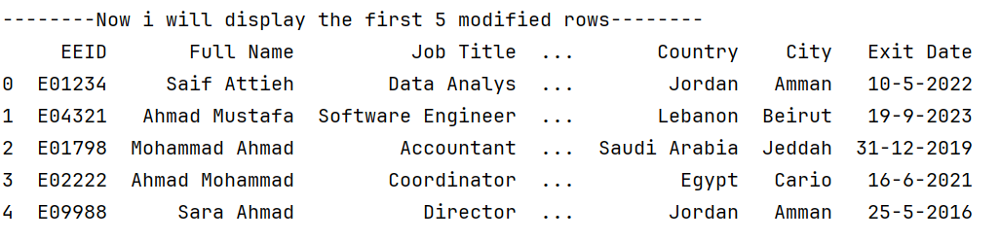 --------Now i will display the first 5 modified rows--------
EEID Full Name Job Title ... Country City Exit Date
0 E01234 Saif Attieh Data Analys ... Jordan Amman 10-5-2022
1 E04321 Ahmad Mustafa Software Engineer ... Lebanon Beirut 19-9-2023
2 E01798 Mohammad Ahmad Accountant ... Saudi Arabia Jeddah 31-12-2019
3 E02222 Ahmad Mohammad Coordinator ... Egypt Cario 16-6-2021
4 E09988 Sara Ahmad Director ... Jordan Amman 25-5-2016